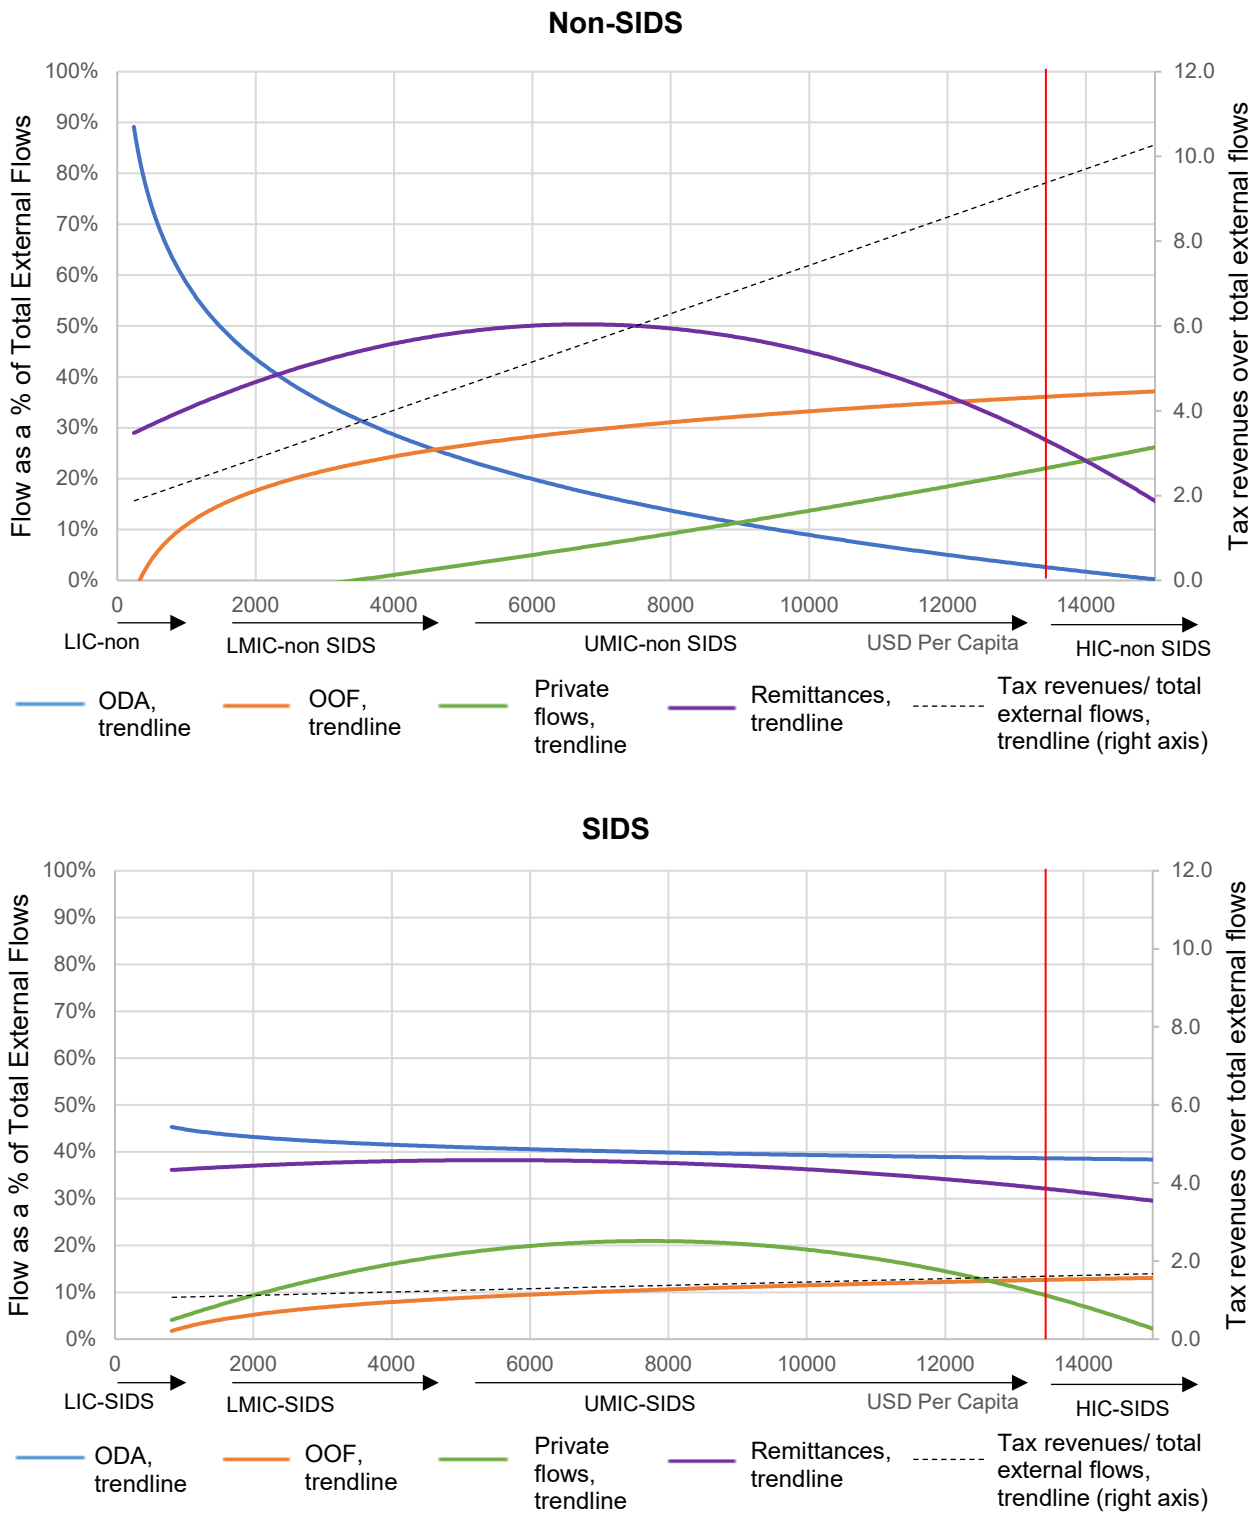 Non-SIDS
Flow as a % of Total External Flows
100%
90%
80%
70%
60%
50%
40%
30%
20%
10%
0%
12.0
10.0
8.0
6.0
4.0
2.0
0.0
Tax revenues over total external flows
0 2000 4000 6000 8000 10000 12000 14000
LIC-non LMIC-non SIDS UMIC-non SIDS USD Per Capita HIC-non SIDS
ODA,
trendline
OOF,
trendline
Private
flows,
trendline
Remittances,
trendline
Tax revenues/ total
external flows,
trendline (right axis)
SIDS
Flow as a % of Total External Flows
100%
90%
80%
70%
60%
50%
40%
30%
20%
10%
0%
12.0
10.0
8.0
6.0
4.0
2.0
0.0
Tax revenues over total external flows
0 2000 4000 6000 8000 10000 12000 14000
LIC-SIDS LMIC-SIDS UMIC-SIDS USD Per Capita HIC-SIDS
ODA,
trendline
OOF,
trendline
Private
flows,
trendline
Remittances,
trendline
Tax revenues/ total
external flows,
trendline (right axis)